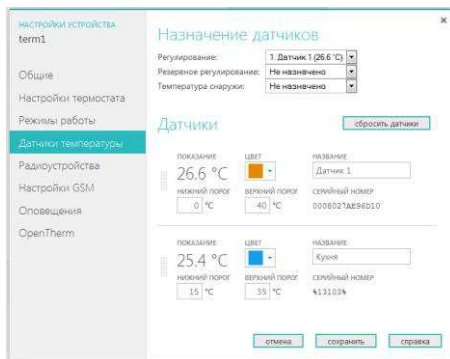 НАСТРОЙКИ УСТРОЙСТВА
term1
Общие
Настройки термостата
Режимы работы
Датчики температуры
Радиоустройства
Настройки GSM
Оповещения
OpenTherm
Назначение датчиков
Регулирование: 1. Датчик 1 (26.6 °C)
Резервное регулирование: Не назначено
Температура снаружи: Не назначено
Датчики сбросить датчики
ПОКАЗАНИЕ ЦВЕТ НАЗВАНИЕ
26.6 °C Датчик 1
НИЖНИЙ ПОРОГ ВЕРХНИЙ ПОРОГ СЕРИЙНЫЙ НОМЕР
0 °C 40 °C 0008027AE96D10
ПОКАЗАНИЕ ЦВЕТ НАЗВАНИЕ
25.4 °C Кухня
НИЖНИЙ ПОРОГ ВЕРХНИЙ ПОРОГ СЕРИЙНЫЙ НОМЕР
15 °C 35 °C %13103%
отмена сохранить справка